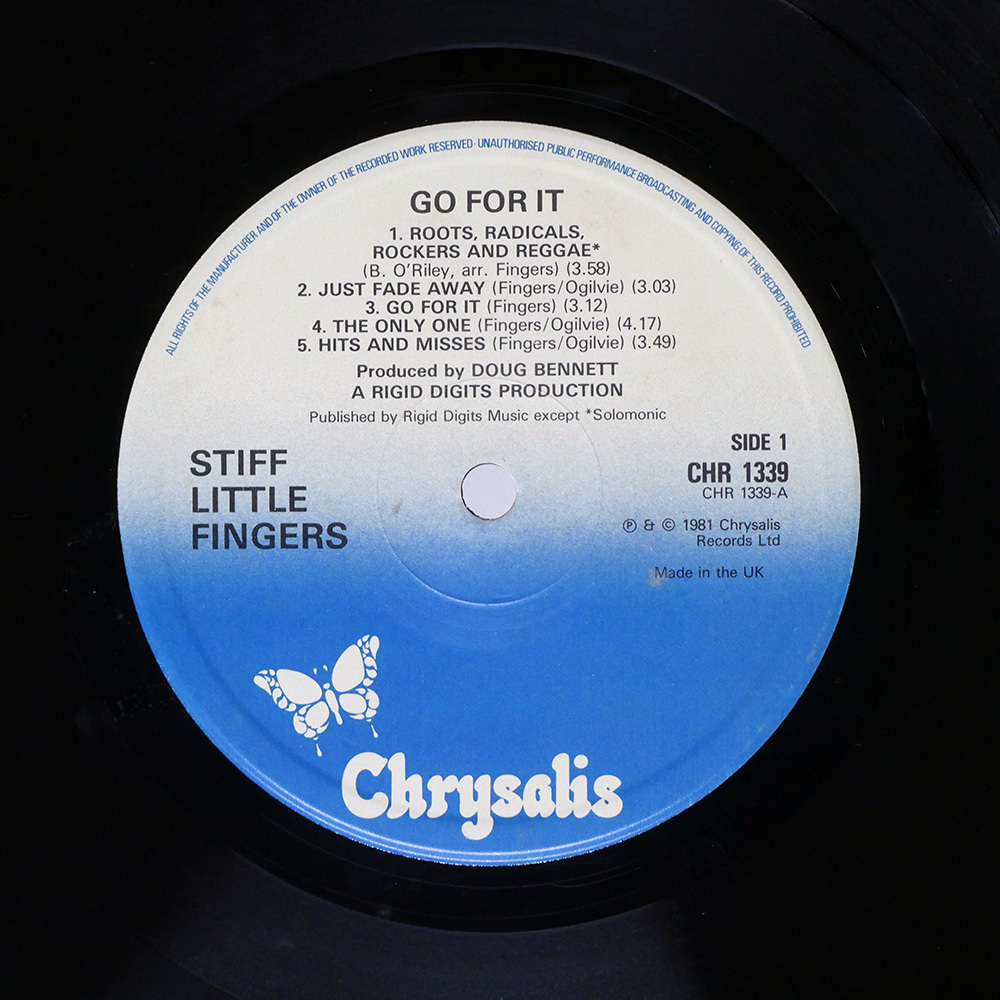 ALL RIGHTS OF THE MANUFACTURER AND OF THE OWNER OF THE RECORDED WORK RESERVED · UNAUTHORISED PUBLIC PERFORMANCE BROADCASTING AND COPYING OF THIS RECORD PROHIBITED
GO FOR IT
1. ROOTS, RADICALS,
ROCKERS AND REGGAE*
(B. O'Riley, arr. Fingers) (3.58)
2. JUST FADE AWAY (Fingers/Ogilvie) (3.03)
3. GO FOR IT (Fingers) (3.12)
4. THE ONLY ONE (Fingers/Ogilvie) (4.17)
5. HITS AND MISSES (Fingers/Ogilvie) (3.49)
Produced by DOUG BENNETT
A RIGID DIGITS PRODUCTION
Published by Rigid Digits Music except *Solomonic
STIFF
LITTLE
FINGERS
SIDE 1
CHR 1339
CHR 1339-A
Ⓟ & © 1981 Chrysalis
Records Ltd
Made in the UK
Chrysalis